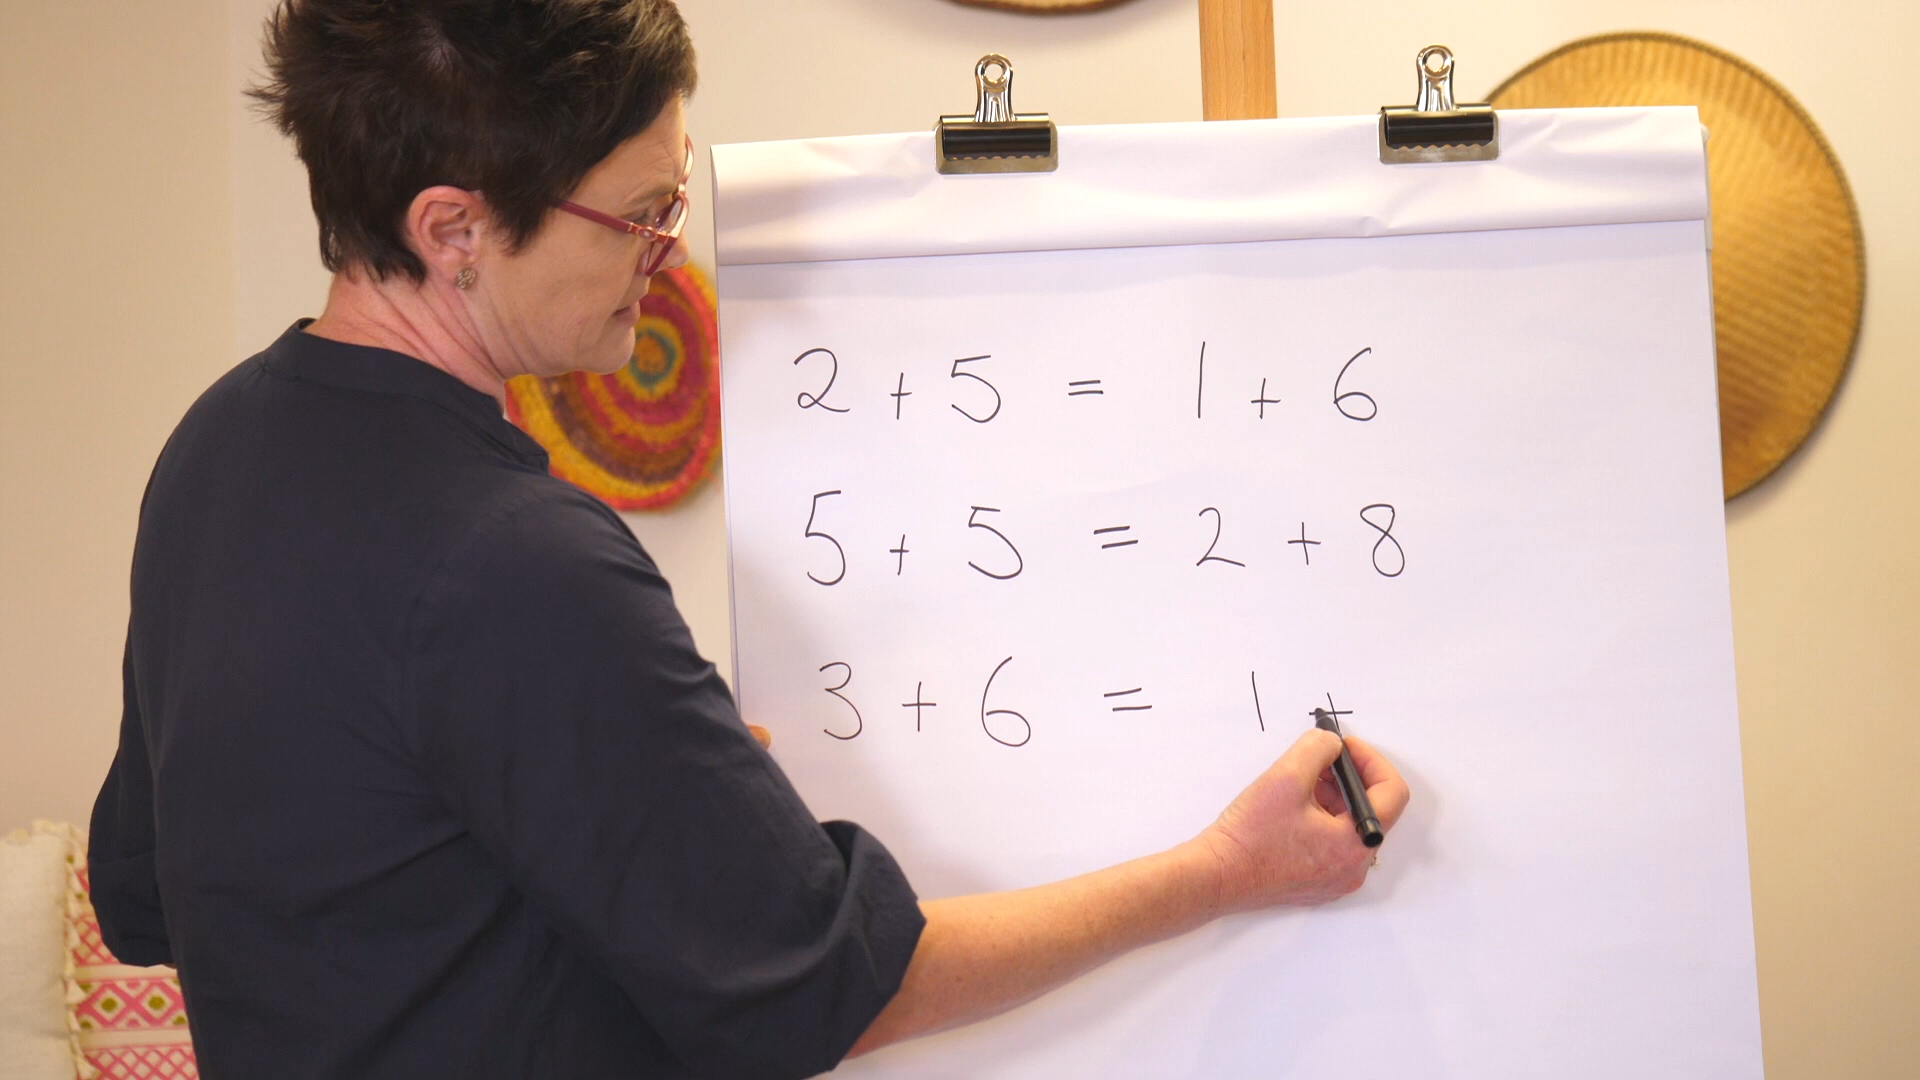 2 + 5 = 1 + 6
5 + 5 = 2 + 8
3 + 6 = 1 +